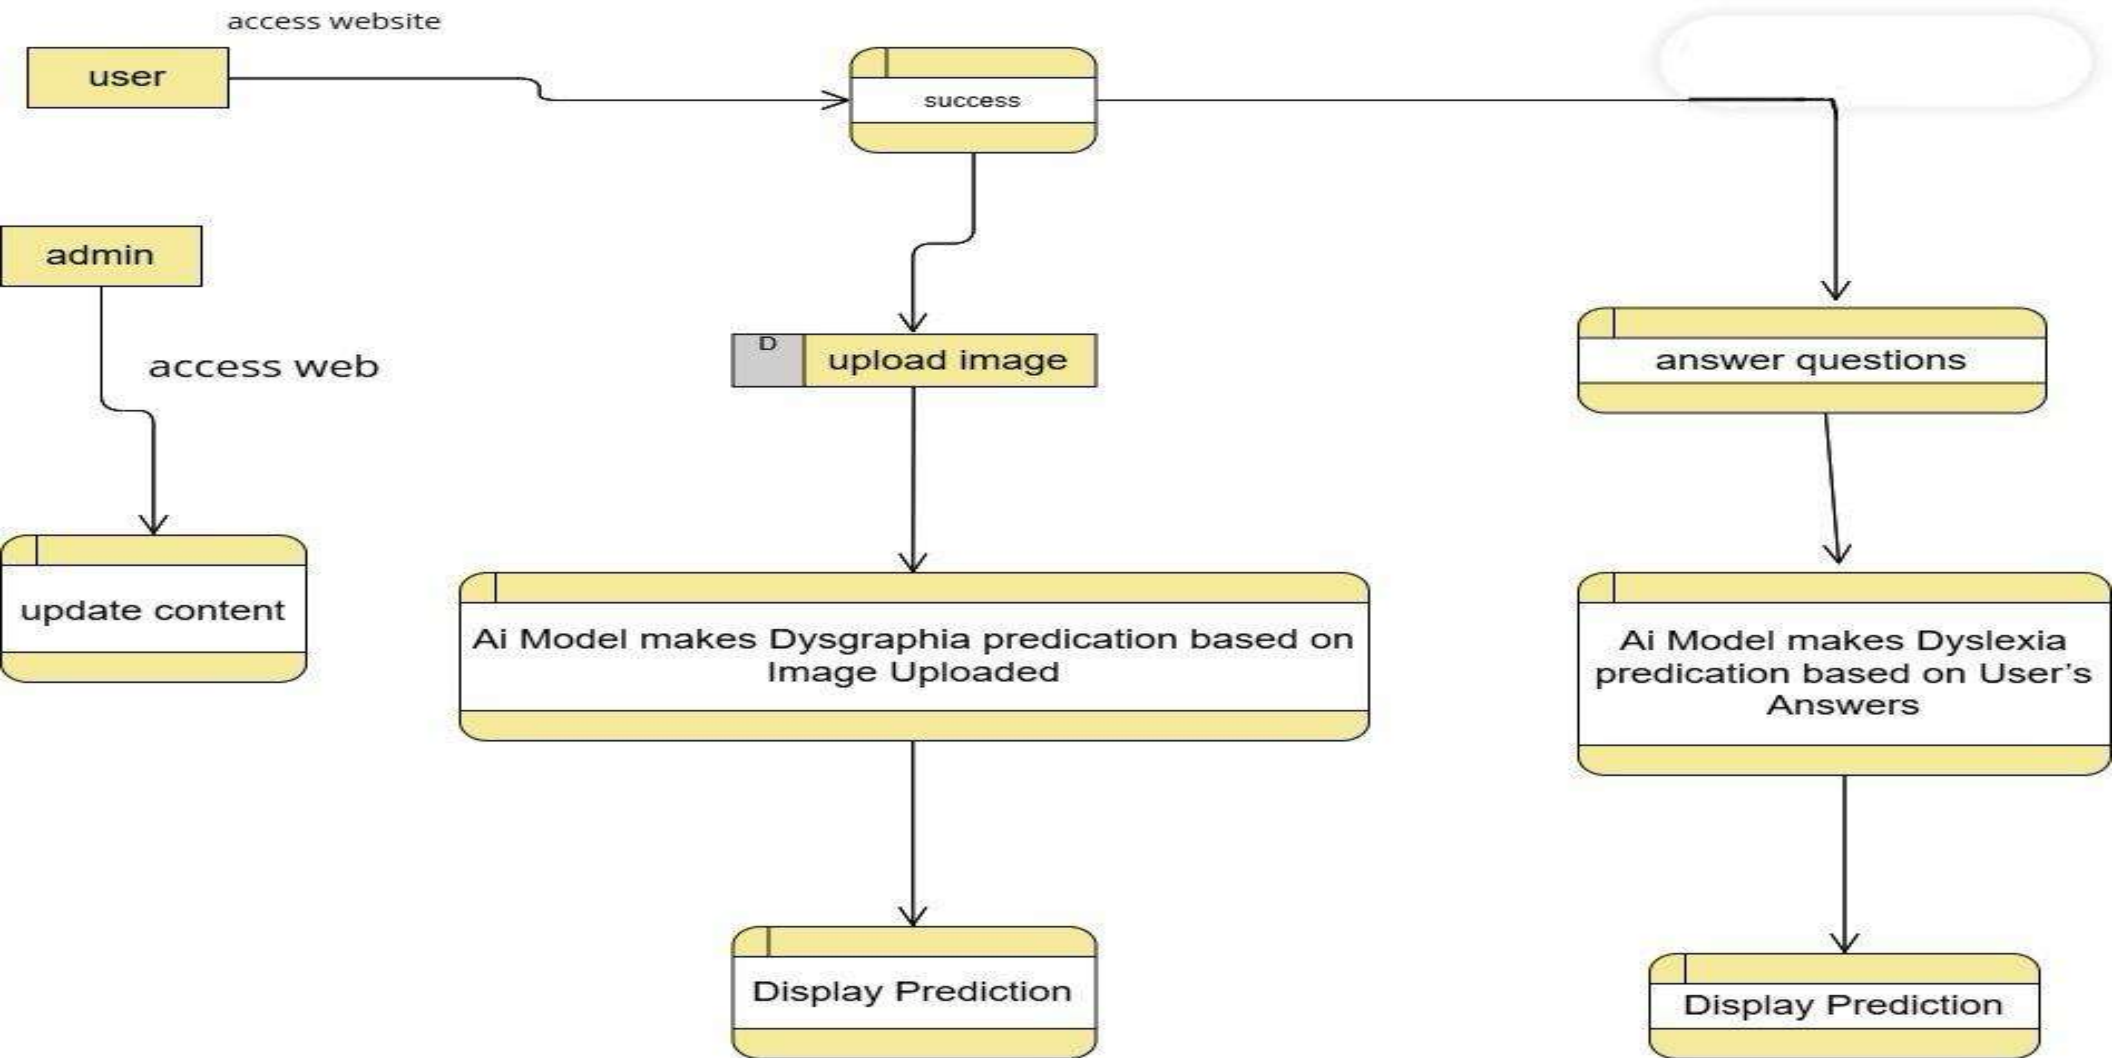 access website
user
success
admin
access web
D
upload image
answer questions
update content
Ai Model makes Dysgraphia predication based on
Image Uploaded
Ai Model makes Dyslexia
predication based on User's
Answers
Display Prediction
Display Prediction